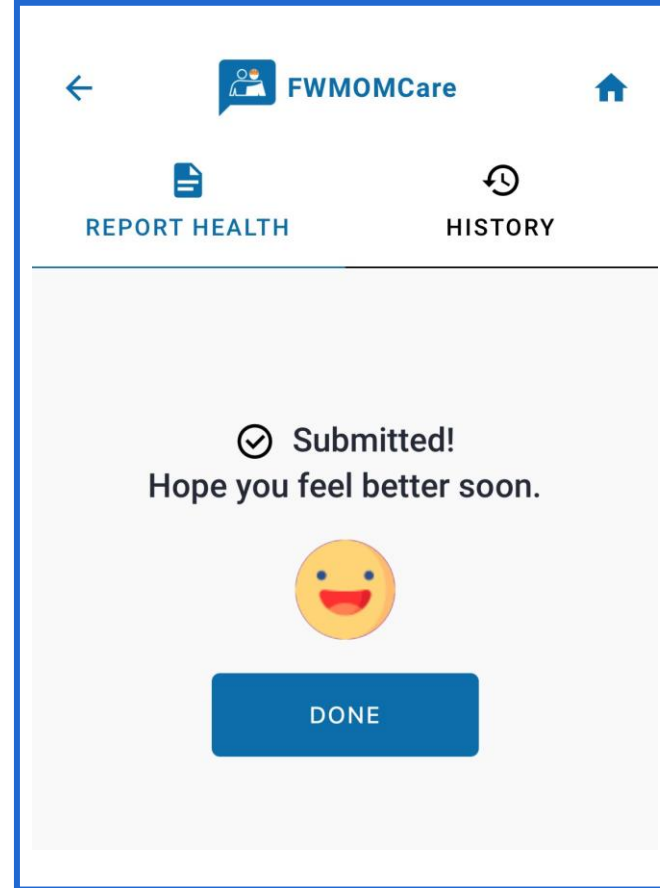 FWMOMCare
REPORT HEALTH
HISTORY
Submitted!
Hope you feel better soon.
DONE